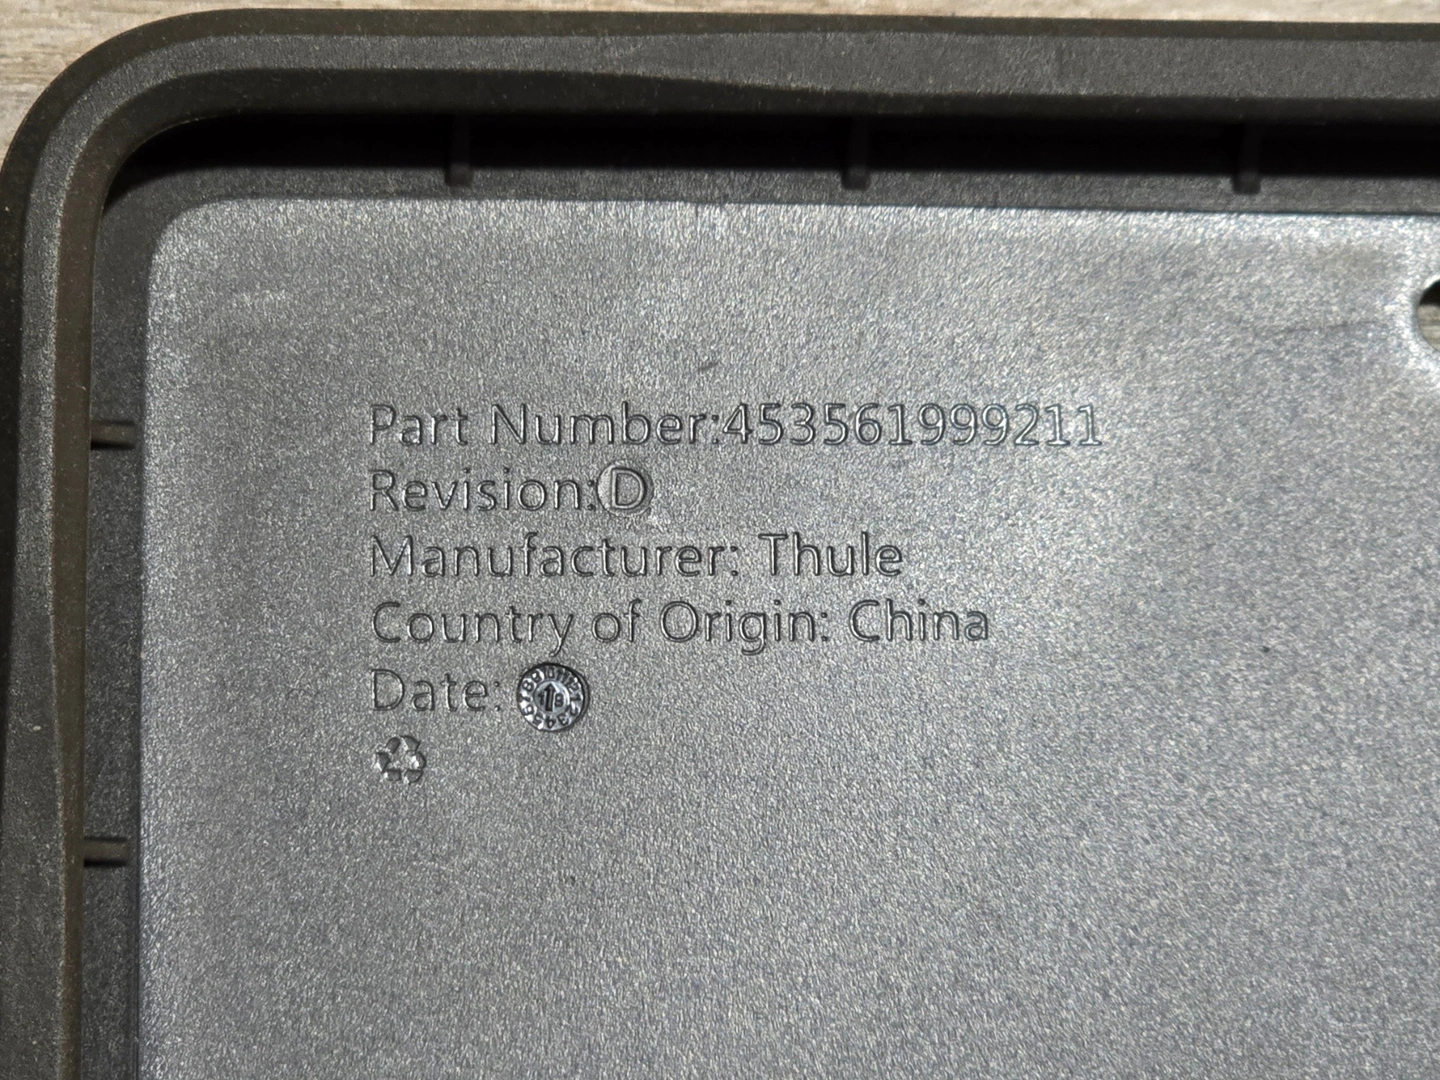 Part Number:453561999211
Revision:D
Manufacturer: Thule
Country of Origin: China
Date: